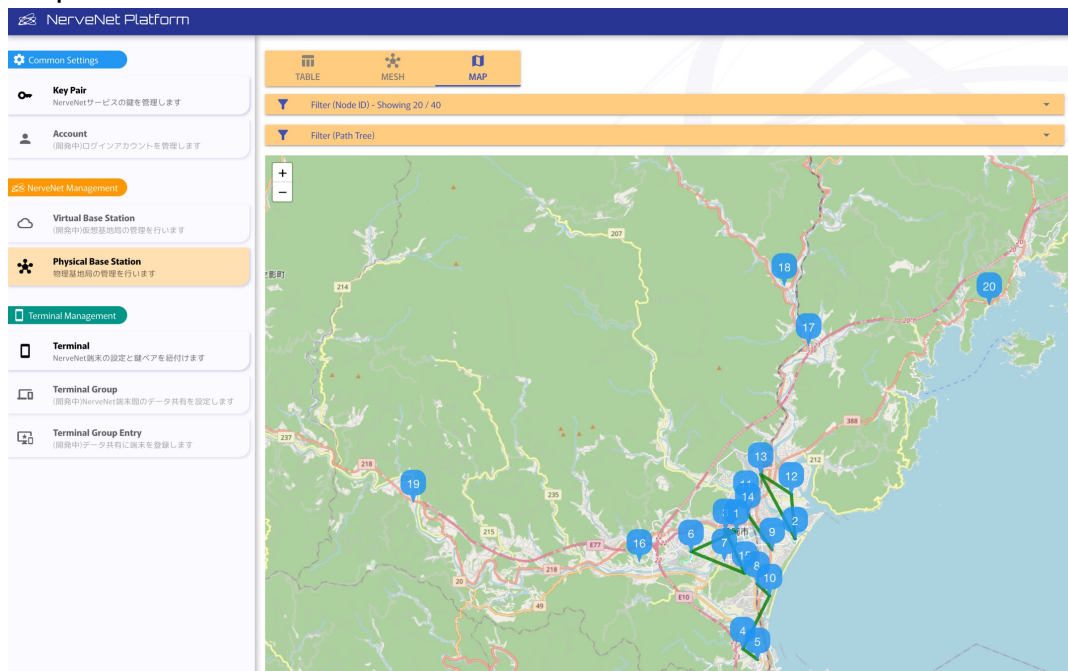 NerveNet Platform
Common Settings
Key Pair
NerveNetサービスの鍵を管理します
Account
(開発中)ログインアカウントを管理します
NerveNet Management
Virtual Base Station
(開発中)仮想基地局の管理を行います
Physical Base Station
物理基地局の管理を行います
Terminal Management
Terminal
NerveNet端末の設定と鍵ペアを紐付けます
Terminal Group
(開発中)NerveNet端末間のデータ共有を設定します
Terminal Group Entry
(開発中)データ共有に端末を登録します
TABLE
MESH
MAP
Filter (Node ID) - Showing 20 / 40
Filter (Path Tree)
+
−
207
18
影町
214
20
17
388
237
13
212
218
19
11
12
14
235
3
1
2
215
6
9
市
E77
16
7
15
218
8
20
10
E10
49
4
5